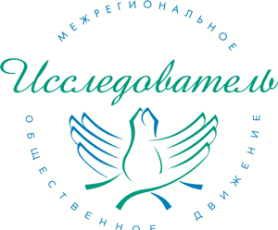 МЕЖРЕГИОНАЛЬНОЕ
Исследователь
ОБЩЕСТВЕННОЕ ДВИЖЕНИЕ